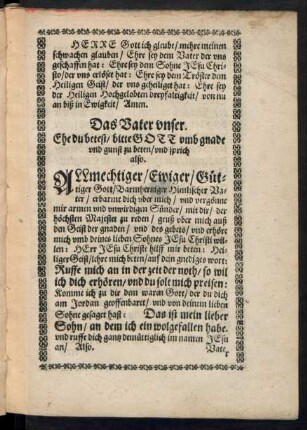 HERRE Gott ich gleube / mehre meinen
schwachen glauben / Ehre sey dem Vater der vns
geschaffen hat: Ehre sey dem Sohne JEsu Chri-
sto / der vns erlöset hat: Ehre sey dem Tröster dem
Heiligen Geist / der vns geheiliget hat: Ehre sey
der Heiligen Hochgelobten dreyfaltigkeit / von nu
an biß in Ewigkeit / Amen.
Das Vater vnser.
Ehe du betest / bitte GOTT vmb gnade
vnd gunst zu beten / vnd sprich
also.
ALLmechtiger / Ewiger / Güt-
tiger Gott / Barmhertziger Himlischer Va-
ter / erbarme dich vber mich / vnd vergönne
mir armen vnd vnwirdigen Sünder / mit dir / der
höchsten Majestet zu reden / geuß vber mich auß
den Geist der gnaden / vnd des gebets / vnd erhöre
mich vmb deines lieben Sohnes JEsu Christi wil-
len: HErr JEsu Christe hilff mir beten: Hei-
liger Geist / lehre mich beten / auf dein gnediges wort:
Ruffe mich an in der zeit der noth / so wil
ich dich erhören / vnd du solt mich preisen:
Komme ich zu dir dem waren Gott / der du dich
am Jordan geoffenbaret / vnd von deinem lieben
Sohne gesaget hast: Das ist mein lieber
Sohn / an dem ich ein wolgefallen habe.
vnd ruffe dich gantz demüttiglich im namen JEsu
an / Also. Vate